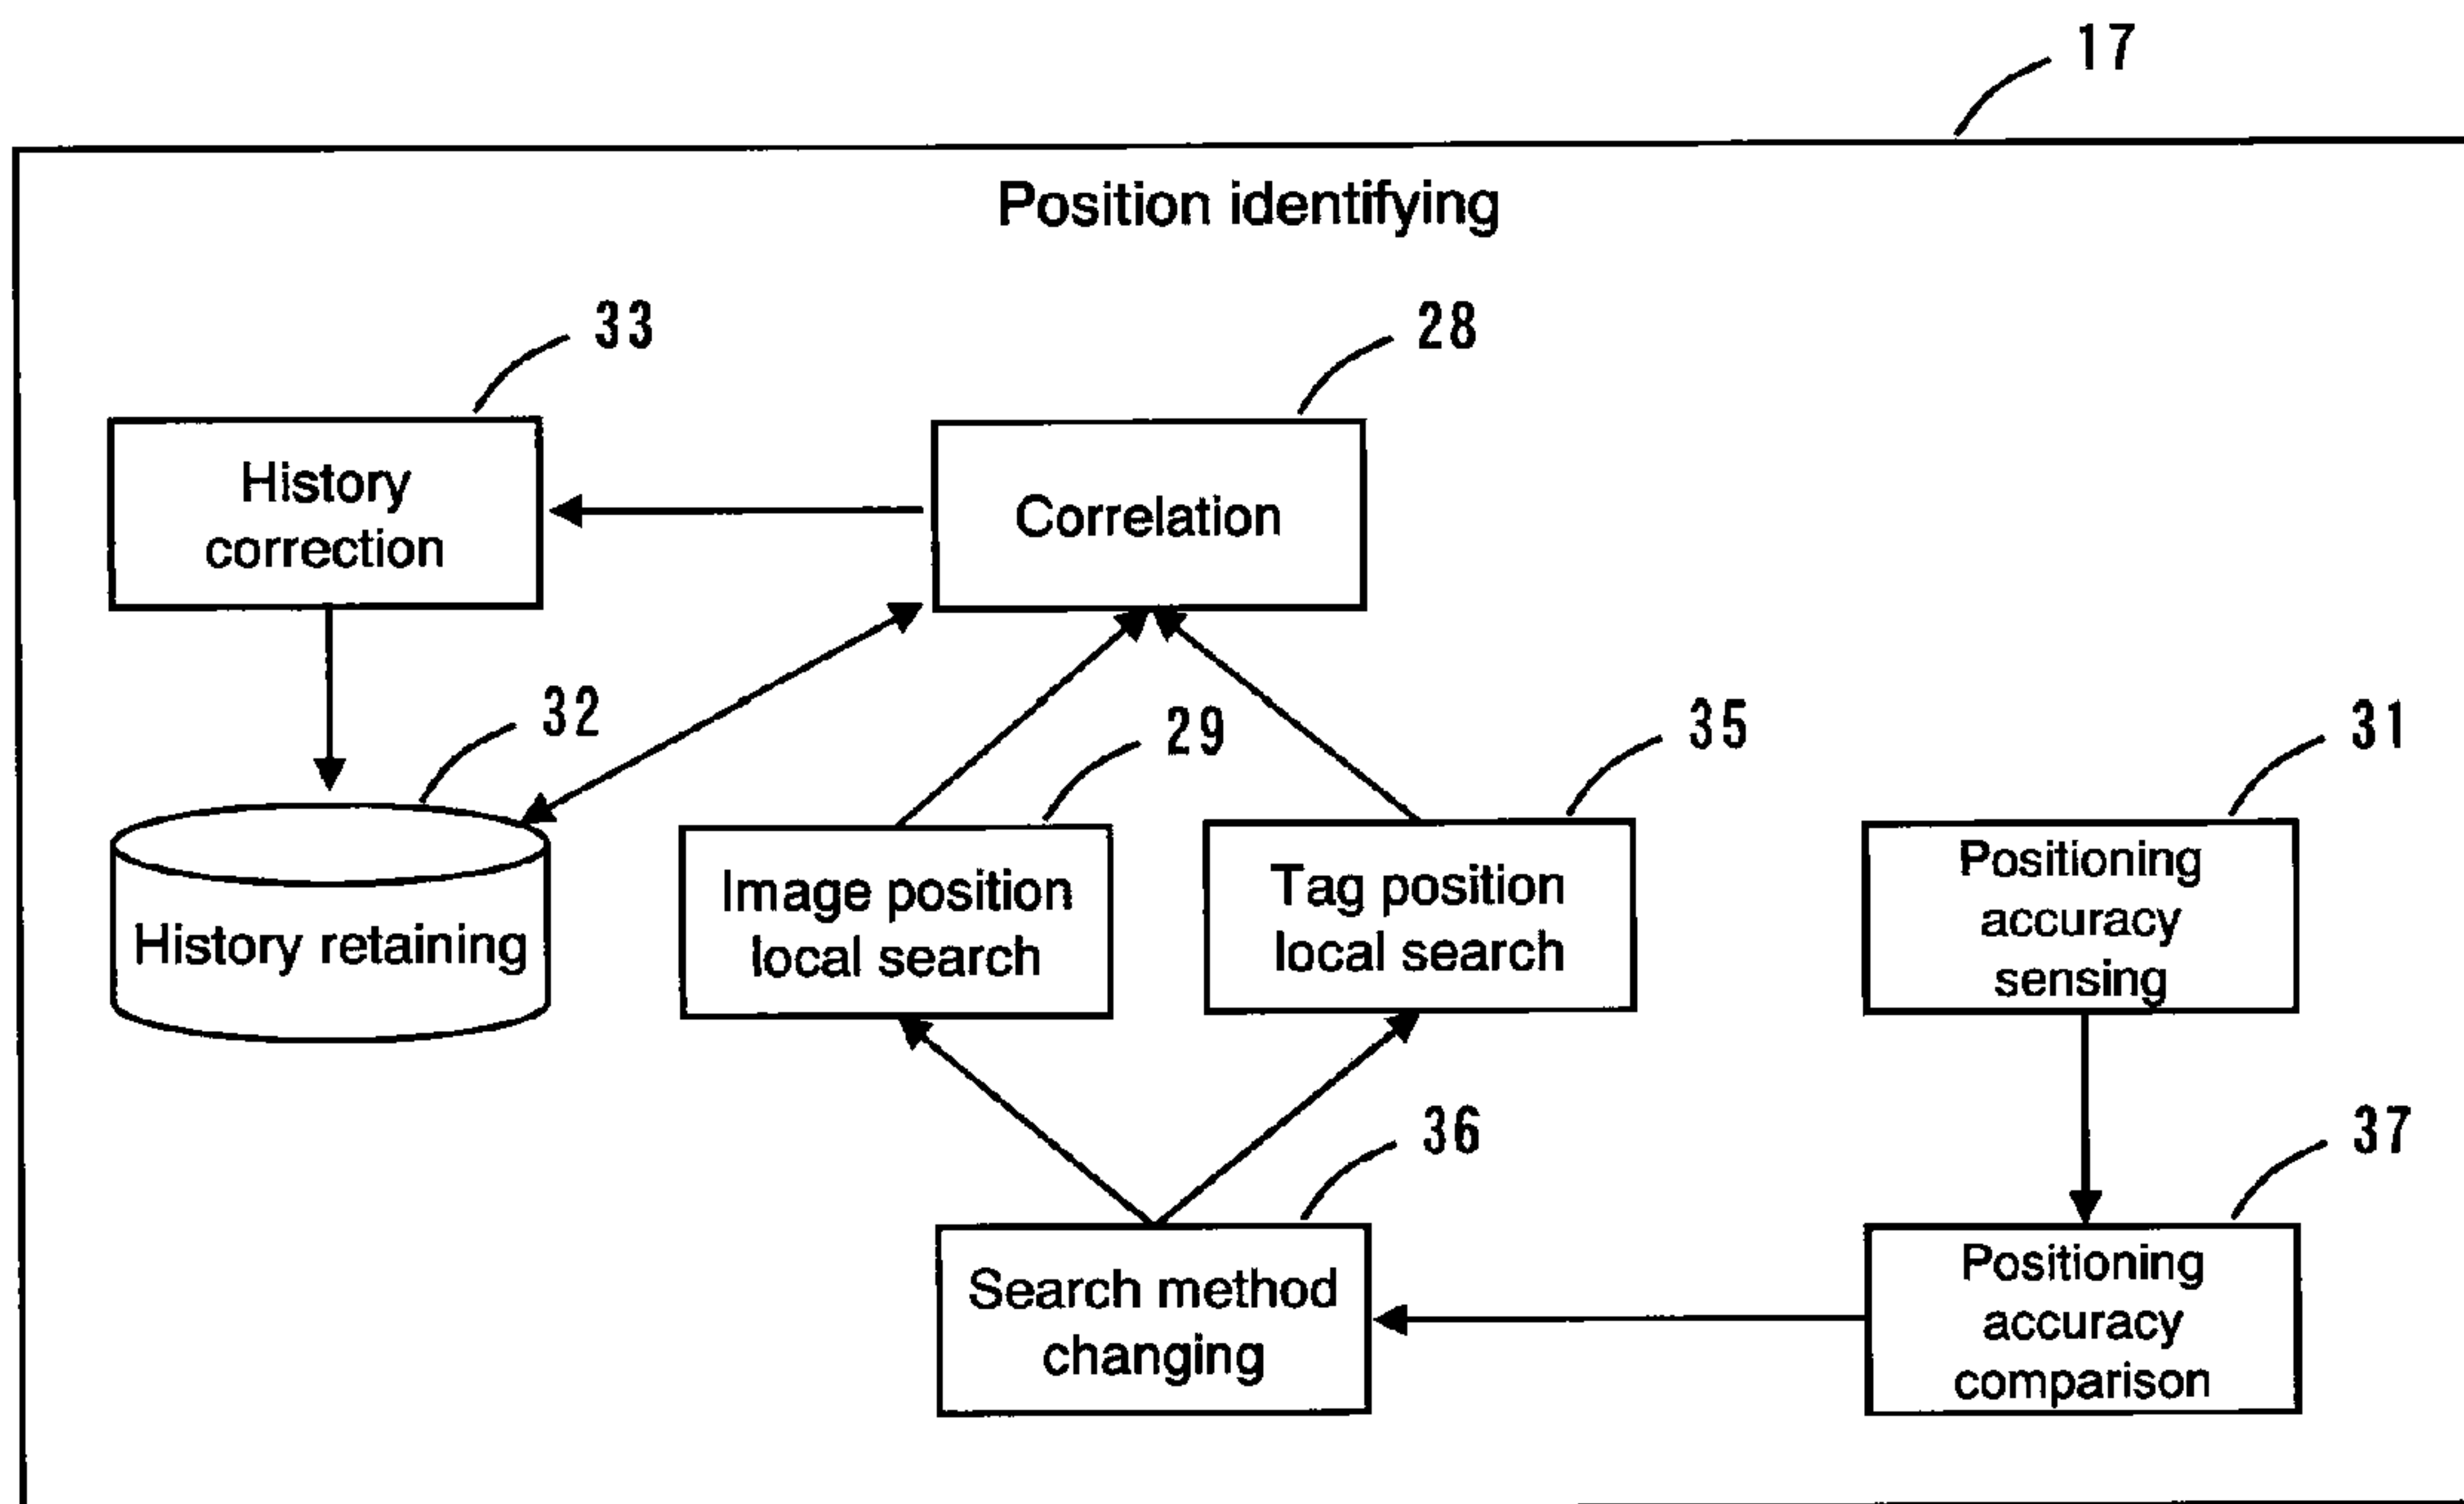 17
Position identifying
33
28
History
correction
Correlation
32
29
35
31
History retaining
Image position
local search
Tag position
local search
Positioning
accuracy
sensing
36
37
Search method
changing
Positioning
accuracy
comparison